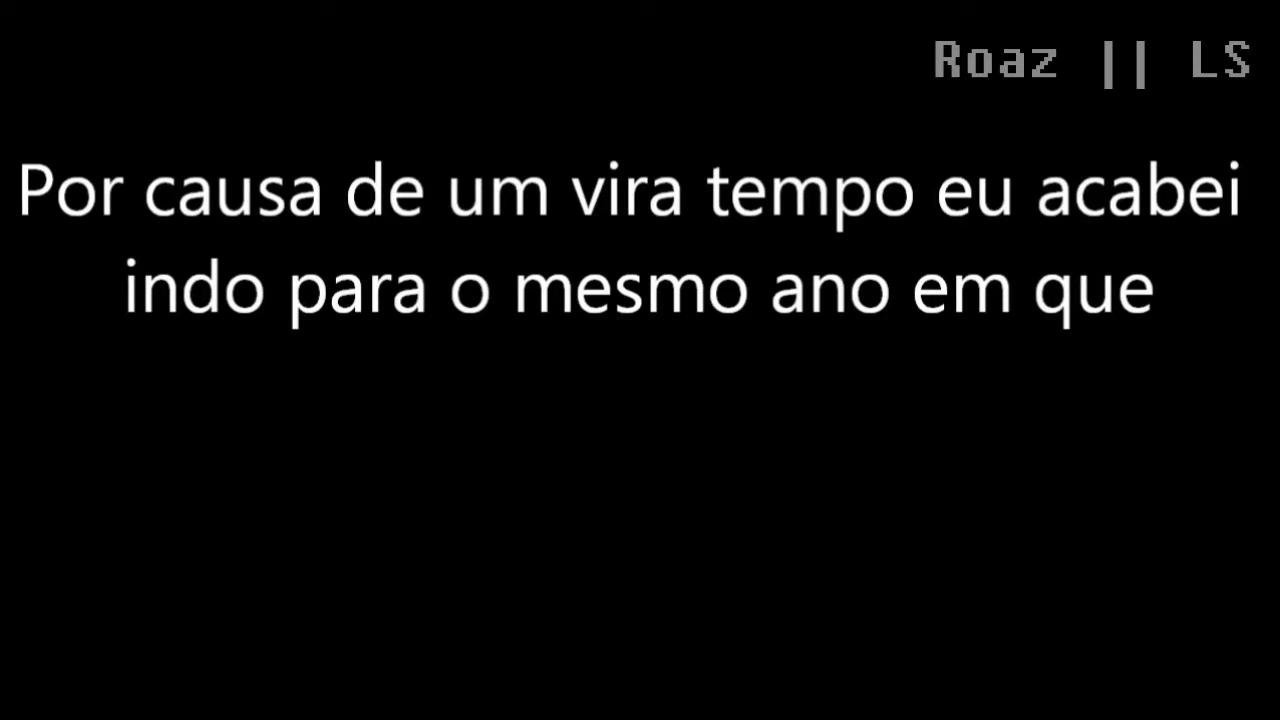 Roaz || LS
Por causa de um vira tempo eu acabei
indo para o mesmo ano em que